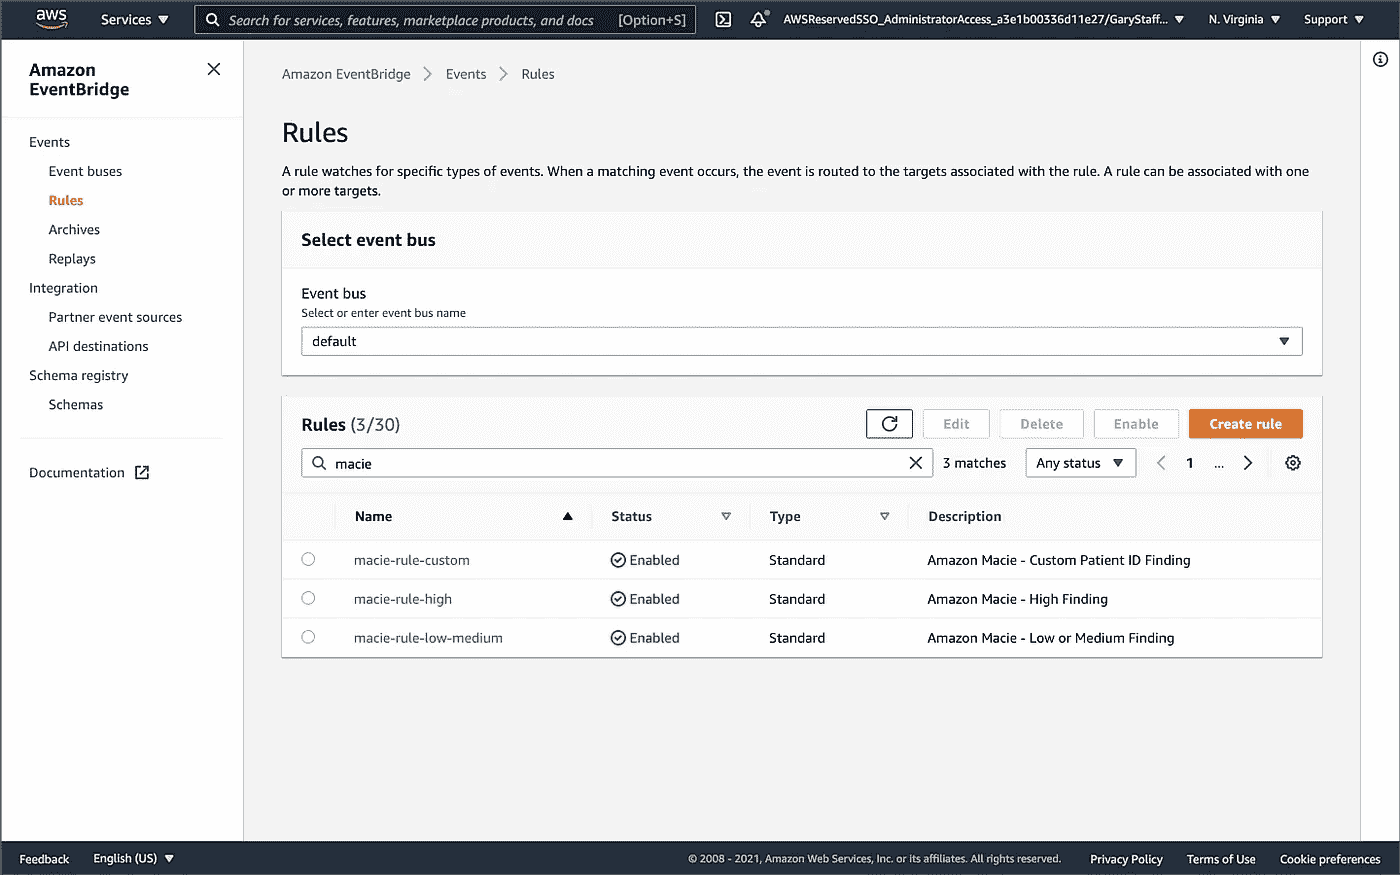 aws
Services
Search for services, features, marketplace products, and docs [Option+S]
AWSReservedSSO_AdministratorAccess_a3e1b00336d11e27/GaryStaff...
N. Virginia
Support
Amazon
EventBridge
Events
Event buses
Rules
Archives
Replays
Integration
Partner event sources
API destinations
Schema registry
Schemas
Documentation
Amazon EventBridge > Events > Rules
Rules
A rule watches for specific types of events. When a matching event occurs, the event is routed to the targets associated with the rule. A rule can be associated with one
or more targets.
Select event bus
Event bus
Select or enter event bus name
default
Rules (3/30)
Edit
Delete
Enable
Create rule
macie
3 matches
Any status
1 ...
Name Status Type Description
macie-rule-custom Enabled Standard Amazon Macie - Custom Patient ID Finding
macie-rule-high Enabled Standard Amazon Macie - High Finding
macie-rule-low-medium Enabled Standard Amazon Macie - Low or Medium Finding
Feedback English (US) © 2008 - 2021, Amazon Web Services, Inc. or its affiliates. All rights reserved. Privacy Policy Terms of Use Cookie preferences